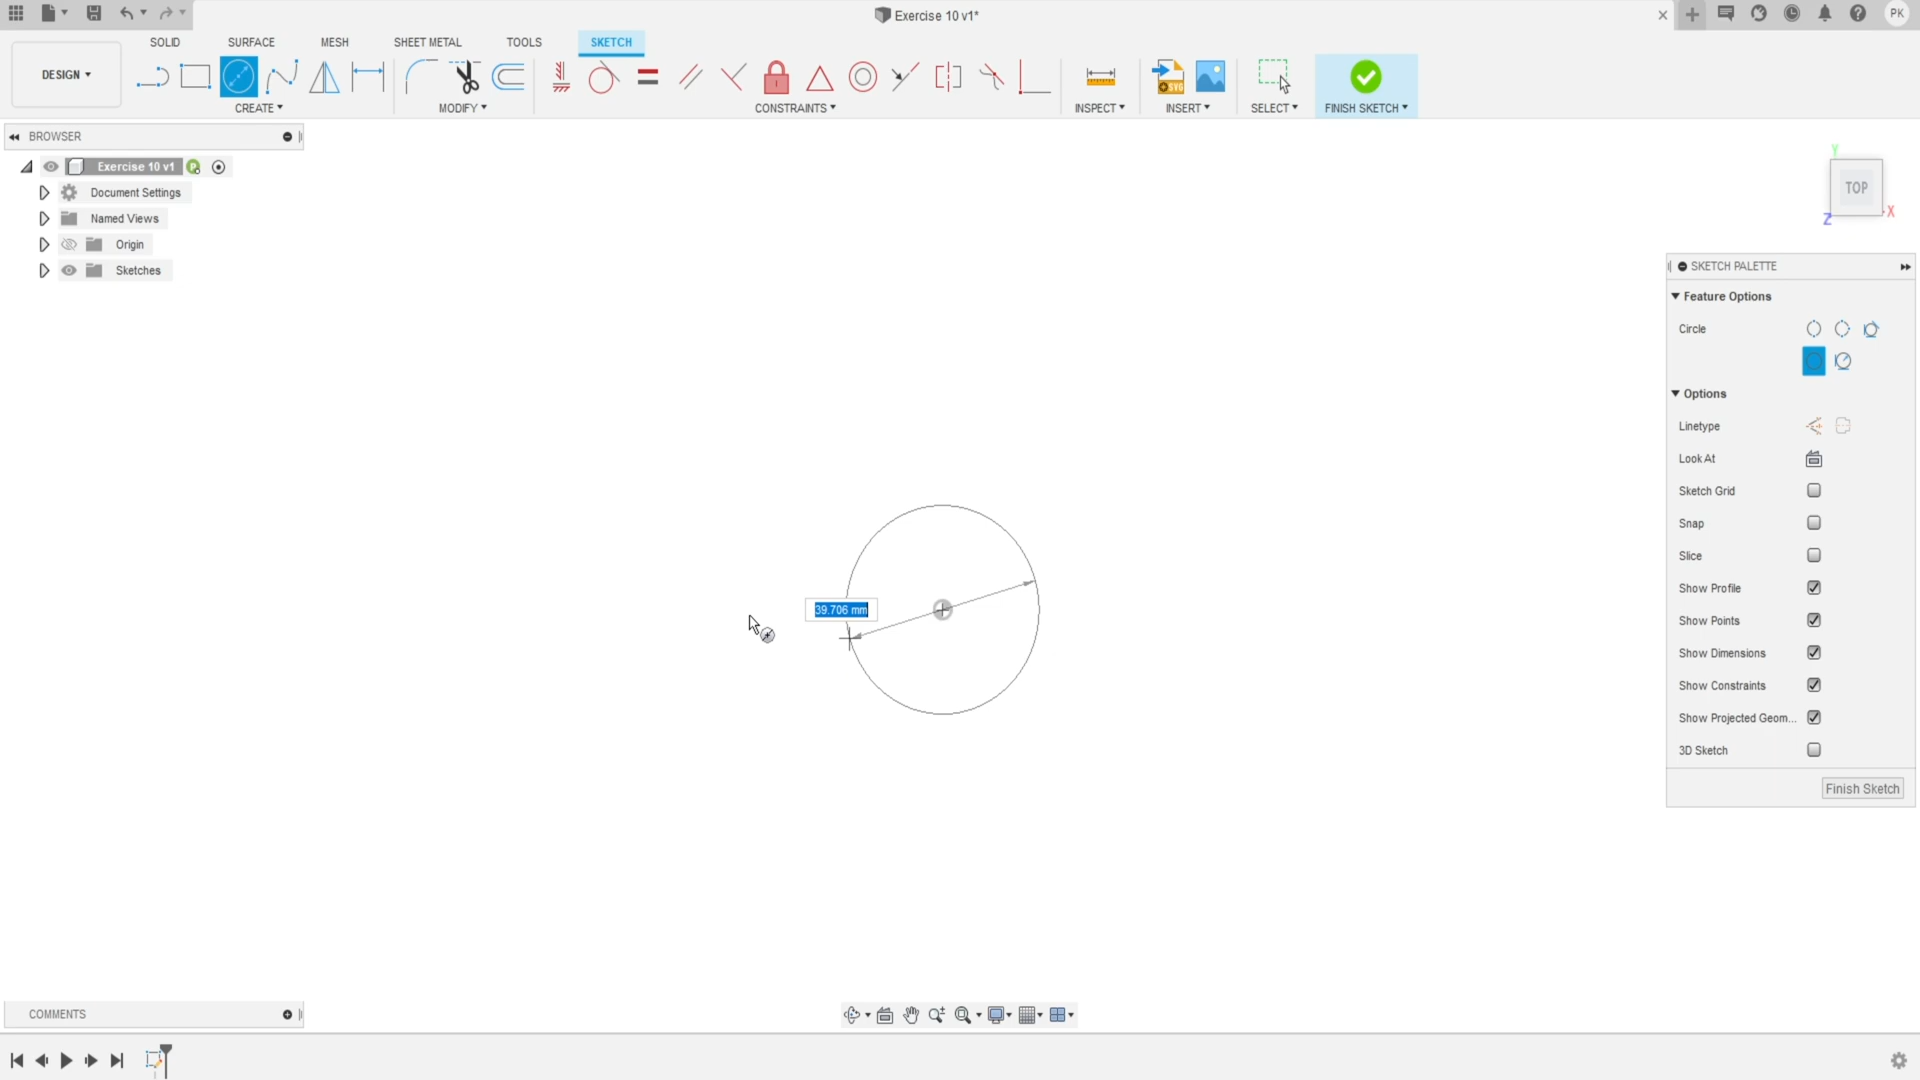 Exercise 10 v1*
PK
SOLID
SURFACE
MESH
SHEET METAL
TOOLS
SKETCH
DESIGN
CREATE
MODIFY
CONSTRAINTS
INSPECT
INSERT
SELECT
FINISH SKETCH
SVG
BROWSER
Exercise 10 v1
Document Settings
Named Views
Origin
Sketches
Y
TOP
X
Z
SKETCH PALETTE
Feature Options
Circle
Options
Linetype
Look At
Sketch Grid
Snap
Slice
Show Profile
Show Points
Show Dimensions
Show Constraints
Show Projected Geom...
3D Sketch
Finish Sketch
39.706 mm
COMMENTS